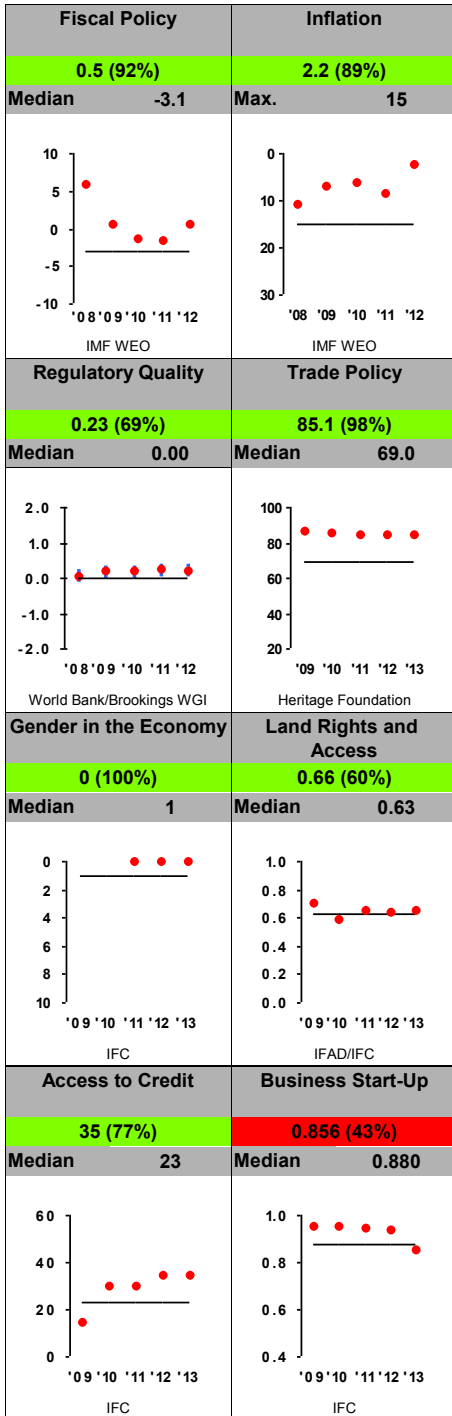 Fiscal Policy
0.5 (92%)
Median -3.1
10
5
0
-5
-10
'08 '09 '10 '11 '12
IMF WEO
Inflation
2.2 (89%)
Max. 15
0
10
20
30
'08 '09 '10 '11 '12
IMF WEO
Regulatory Quality
0.23 (69%)
Median 0.00
2.0
1.0
0.0
-1.0
-2.0
'08 '09 '10 '11 '12
World Bank/Brookings WGI
Trade Policy
85.1 (98%)
Median 69.0
100
80
60
40
20
'09 '10 '11 '12 '13
Heritage Foundation
Gender in the Economy
0 (100%)
Median 1
0
2
4
6
8
10
'09 '10 '11 '12 '13
IFC
Land Rights and
Access
0.66 (60%)
Median 0.63
1.0
0.8
0.6
0.4
0.2
0.0
'09 '10 '11 '12 '13
IFAD/IFC
Access to Credit
35 (77%)
Median 23
60
40
20
0
'09 '10 '11 '12 '13
IFC
Business Start-Up
0.856 (43%)
Median 0.880
1.0
0.8
0.6
0.4
'09 '10 '11 '12 '13
IFC